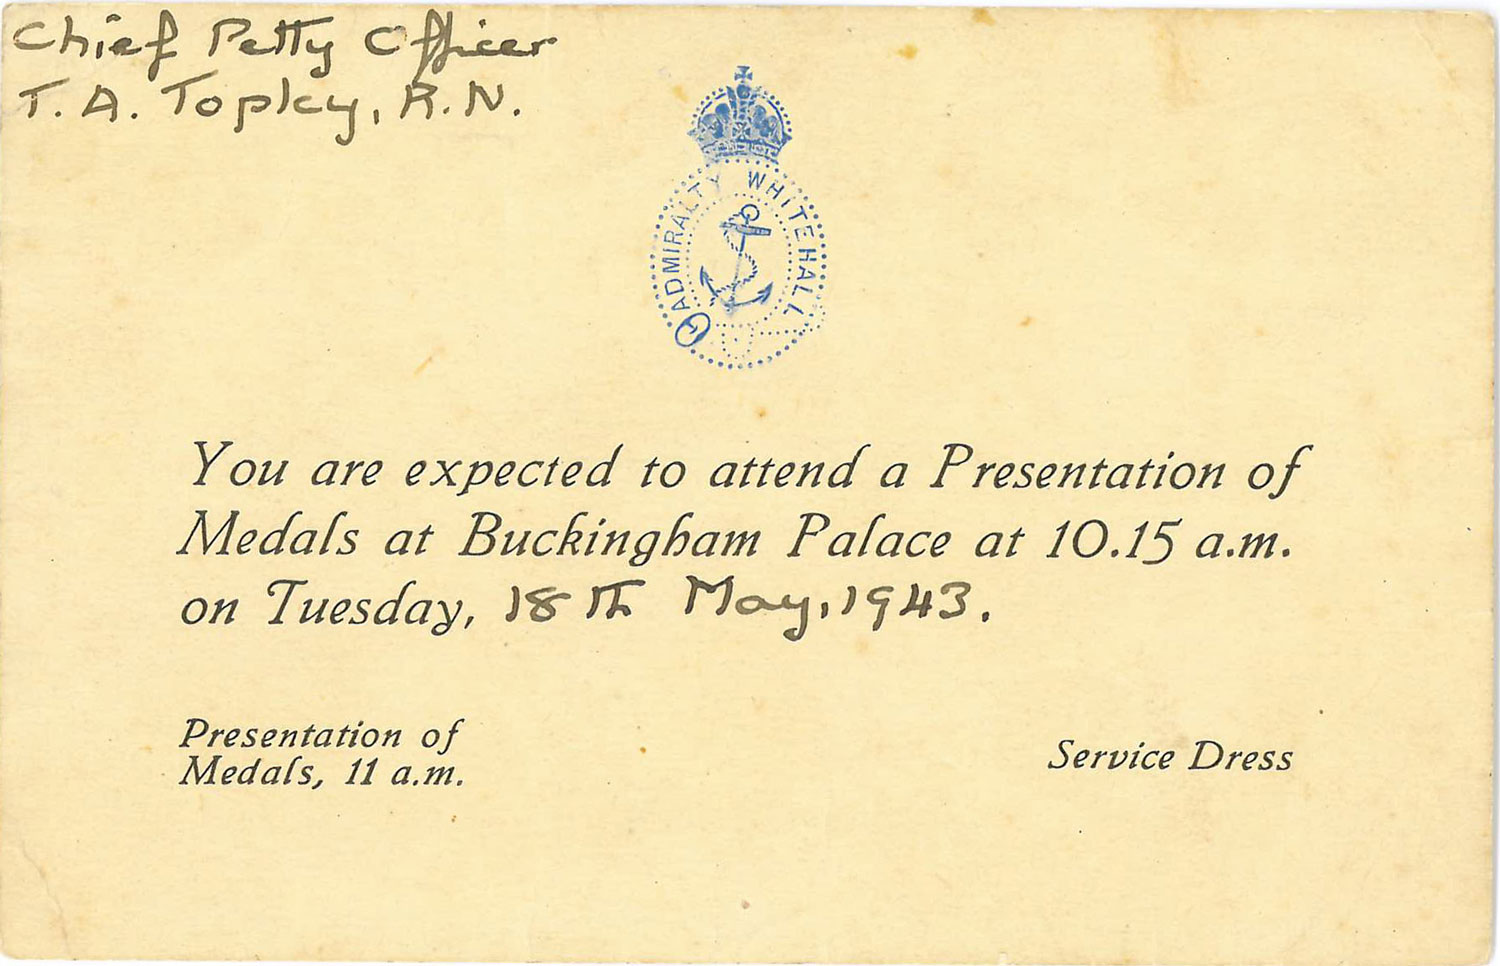 Chief Petty Officer
T. A. Topley, R.N.
ADMIRALTY WHITEHALL
You are expected to attend a Presentation of
Medals at Buckingham Palace at 10.15 a.m.
on Tuesday, 18th May, 1943.
Presentation of
Medals, 11 a.m.
Service Dress